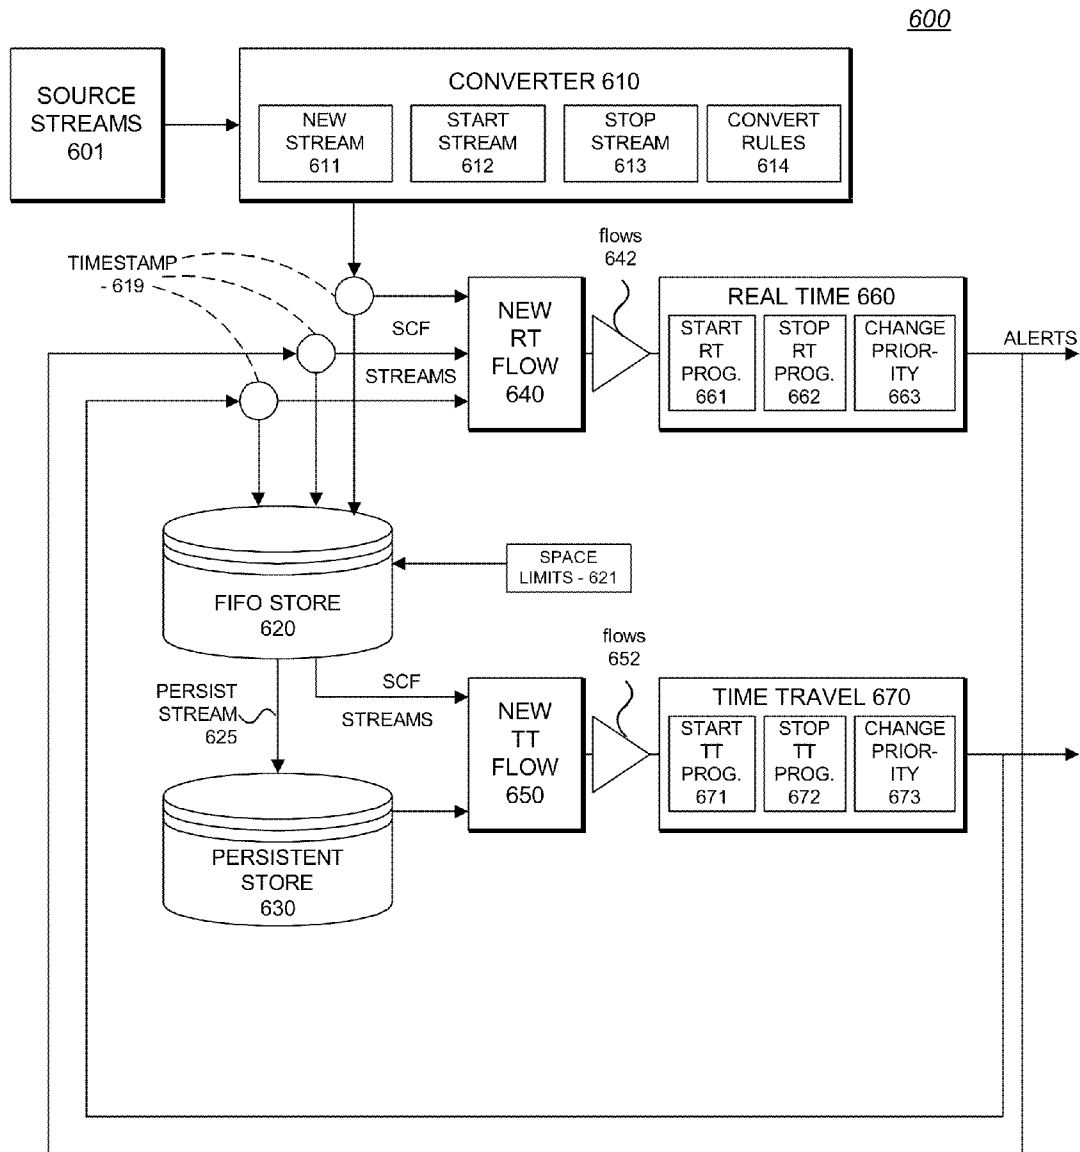 600
SOURCE
STREAMS
601
CONVERTER 610
NEW
STREAM
611
START
STREAM
612
STOP
STREAM
613
CONVERT
RULES
614
TIMESTAMP
- 619
SCF
STREAMS
NEW
RT
FLOW
640
flows
642
REAL TIME 660
START
RT
PROG.
661
STOP
RT
PROG.
662
CHANGE
PRIOR-
ITY
663
ALERTS
FIFO STORE
620
SPACE
LIMITS - 621
PERSIST
STREAM
625
SCF
STREAMS
NEW
TT
FLOW
650
flows
652
TIME TRAVEL 670
START
TT
PROG.
671
STOP
TT
PROG.
672
CHANGE
PRIOR-
ITY
673
PERSISTENT
STORE
630